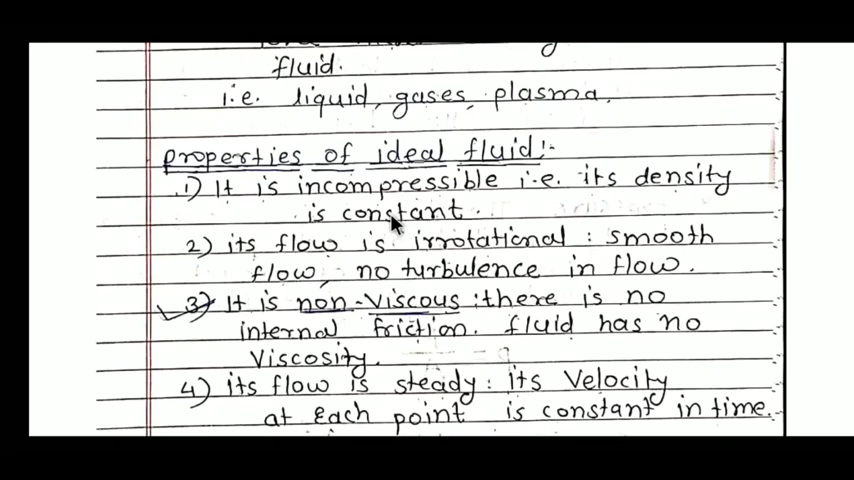 fluid.
i.e. liquid, gases, plasma.
properties of ideal fluid:-
1) It is incompressible i.e. its density
is constant.
2) its flow is irrotational: smooth
flow, no turbulence in flow.
3) It is non-Viscous: there is no
internal friction. fluid has no
Viscosity.
4) its flow is steady: its Velocity
at Each point is constant in time.